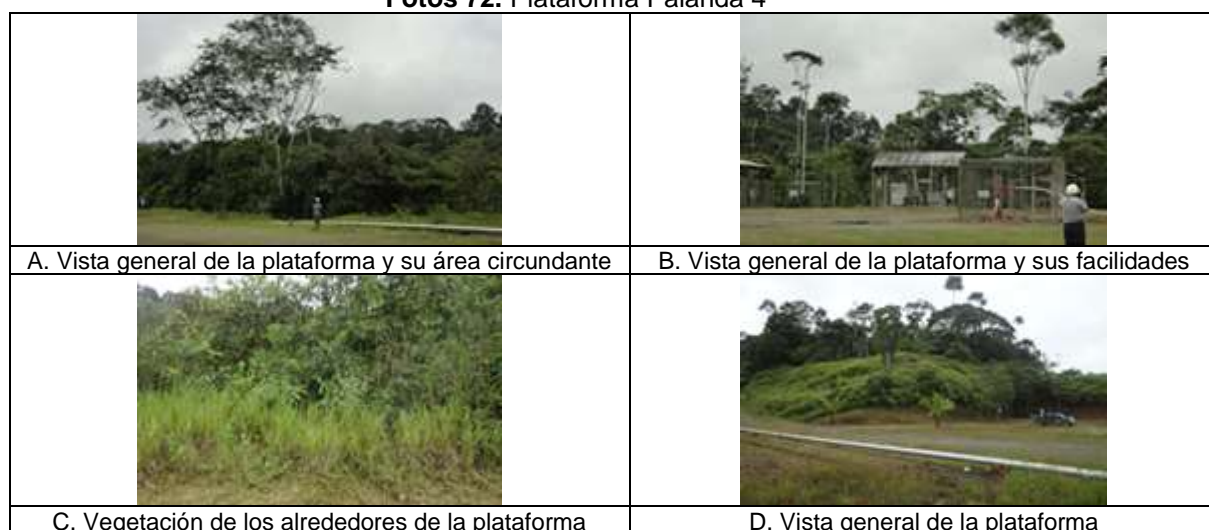 Fotos 72. Plataforma Palanda 4
A. Vista general de la plataforma y su área circundante
B. Vista general de la plataforma y sus facilidades
C. Vegetación de los alrededores de la plataforma
D. Vista general de la plataforma